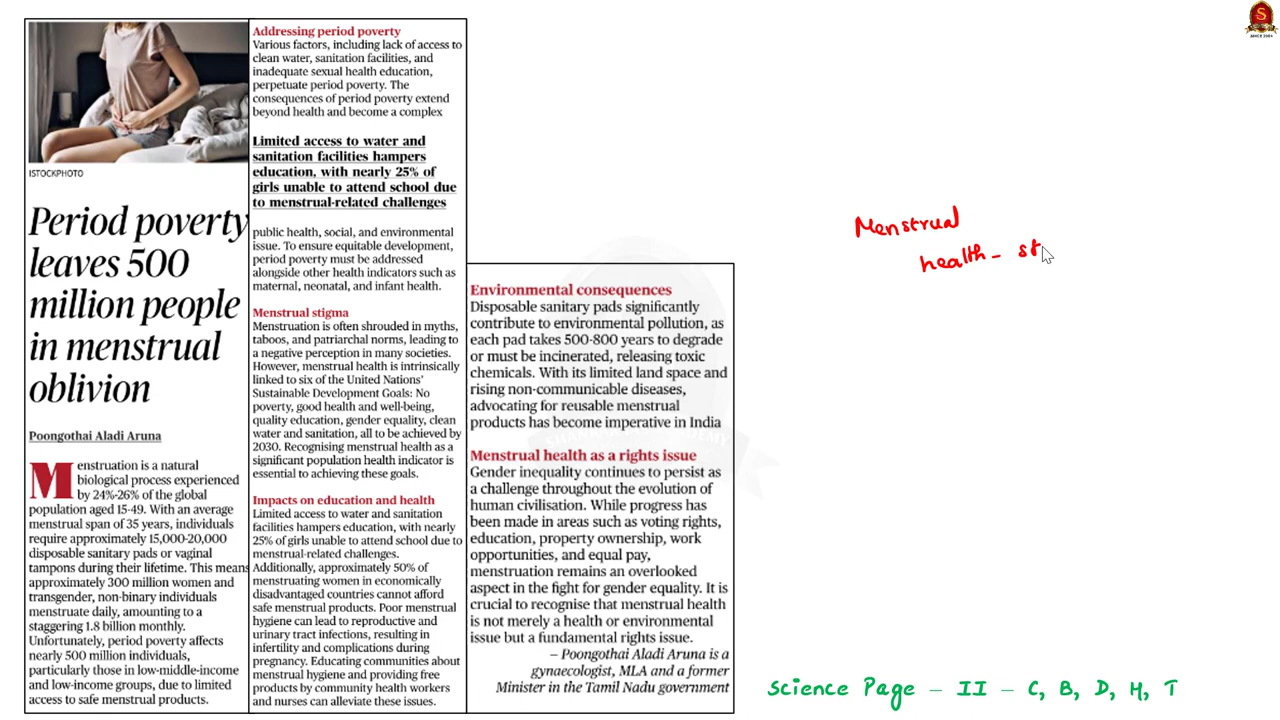 ISTOCKPHOTO
Period poverty
leaves 500
million people
in menstrual
oblivion
Poongothai Aladi Aruna
Menstruation is a natural
biological process experienced
by 24%-26% of the global
population aged 15-49. With an average
menstrual span of 35 years, individuals
require approximately 15,000-20,000
disposable sanitary pads or vaginal
tampons during their lifetime. This means
approximately 300 million women and
transgender, non-binary individuals
menstruate daily, amounting to a
staggering 1.8 billion monthly.
Unfortunately, period poverty affects
nearly 500 million individuals,
particularly those in low-middle-income
and low-income groups, due to limited
access to safe menstrual products.
Addressing period poverty
Various factors, including lack of access to
clean water, sanitation facilities, and
inadequate sexual health education,
perpetuate period poverty. The
consequences of period poverty extend
beyond health and become a complex
Limited access to water and
sanitation facilities hampers
education, with nearly 25% of
girls unable to attend school due
to menstrual-related challenges
public health, social, and environmental
issue. To ensure equitable development,
period poverty must be addressed
alongside other health indicators such as
maternal, neonatal, and infant health.
Menstrual stigma
Menstruation is often shrouded in myths,
taboos, and patriarchal norms, leading to
a negative perception in many societies.
However, menstrual health is intrinsically
linked to six of the United Nations'
Sustainable Development Goals: No
poverty, good health and well-being,
quality education, gender equality, clean
water and sanitation, all to be achieved by
2030. Recognising menstrual health as a
significant population health indicator is
essential to achieving these goals.
Impacts on education and health
Limited access to water and sanitation
facilities hampers education, with nearly
25% of girls unable to attend school due to
menstrual-related challenges.
Additionally, approximately 50% of
menstruating women in economically
disadvantaged countries cannot afford
safe menstrual products. Poor menstrual
hygiene can lead to reproductive and
urinary tract infections, resulting in
infertility and complications during
pregnancy. Educating communities about
menstrual hygiene and providing free
products by community health workers
and nurses can alleviate these issues.
Environmental consequences
Disposable sanitary pads significantly
contribute to environmental pollution, as
each pad takes 500-800 years to degrade
or must be incinerated, releasing toxic
chemicals. With its limited land space and
rising non-communicable diseases,
advocating for reusable menstrual
products has become imperative in India
Menstrual health as a rights issue
Gender inequality continues to persist as
a challenge throughout the evolution of
human civilisation. While progress has
been made in areas such as voting rights,
education, property ownership, work
opportunities, and equal pay,
menstruation remains an overlooked
aspect in the fight for gender equality. It is
crucial to recognise that menstrual health
is not merely a health or environmental
issue but a fundamental rights issue.
– Poongothai Aladi Aruna is a
gynaecologist, MLA and a former
Minister in the Tamil Nadu government
Menstrual
health - st
Science Page - II - C, B, D, H, T
S
SINCE 2004